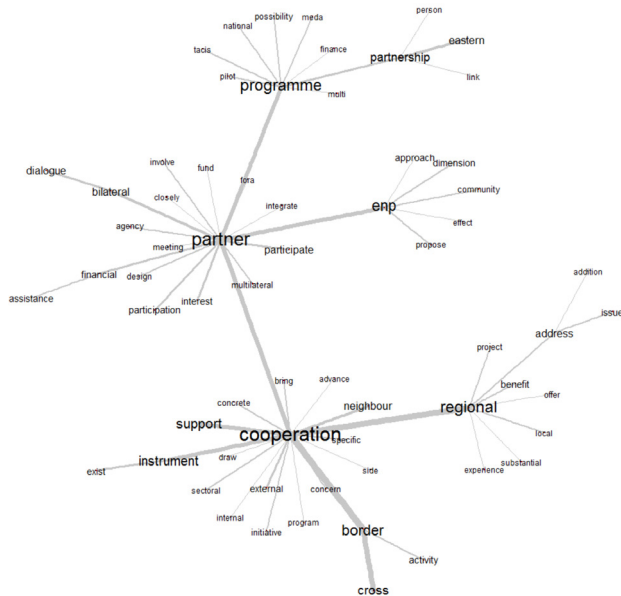 person
possibility
meda
national
eastern
tacis
finance
partnership
pilot
link
programme
multi
approach
dimension
involve
fund
dialogue
fora
bilateral
community
closely
integrate
enp
effect
agency
partner
meeting
participate
propose
financial
design
multilateral
addition
assistance
participation
interest
issue
address
project
bring
advance
benefit
concrete
neighbour
regional
offer
support
cooperation
specific
local
draw
instrument
substantial
exist
side
experience
sectoral
external
concern
internal
program
initiative
border
activity
cross